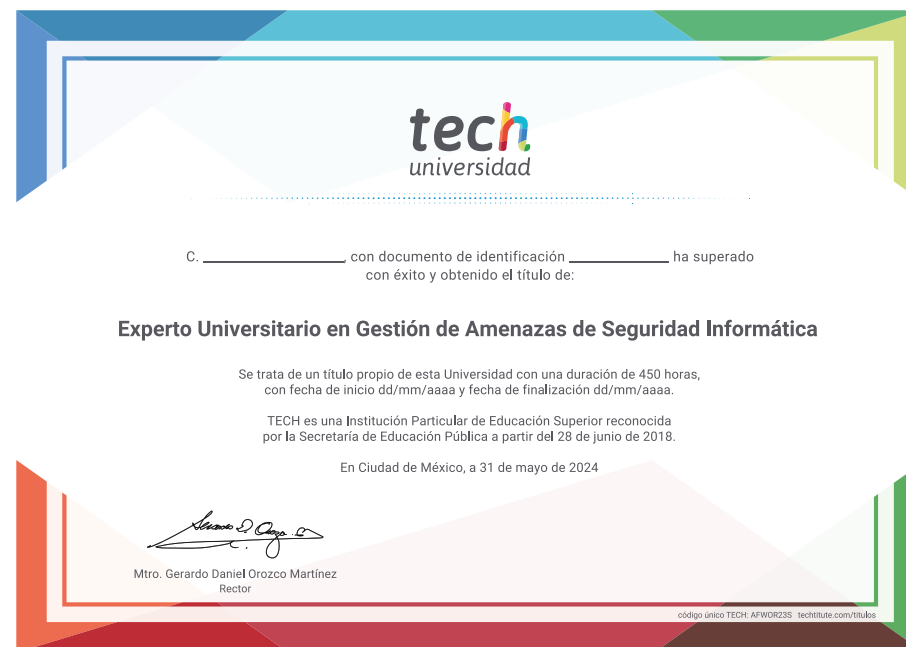 tech
universidad
C. ____________________, con documento de identificación ______________ ha superado
con éxito y obtenido el título de:
Experto Universitario en Gestión de Amenazas de Seguridad Informática
Se trata de un título propio de esta Universidad con una duración de 450 horas,
con fecha de inicio dd/mm/aaaa y fecha de finalización dd/mm/aaaa.
TECH es una Institución Particular de Educación Superior reconocida
por la Secretaría de Educación Pública a partir del 28 de junio de 2018.
En Ciudad de México, a 31 de mayo de 2024
Mtro. Gerardo Daniel Orozco Martínez
Rector
código único TECH: AFWOR23S techtitute.com/titulos